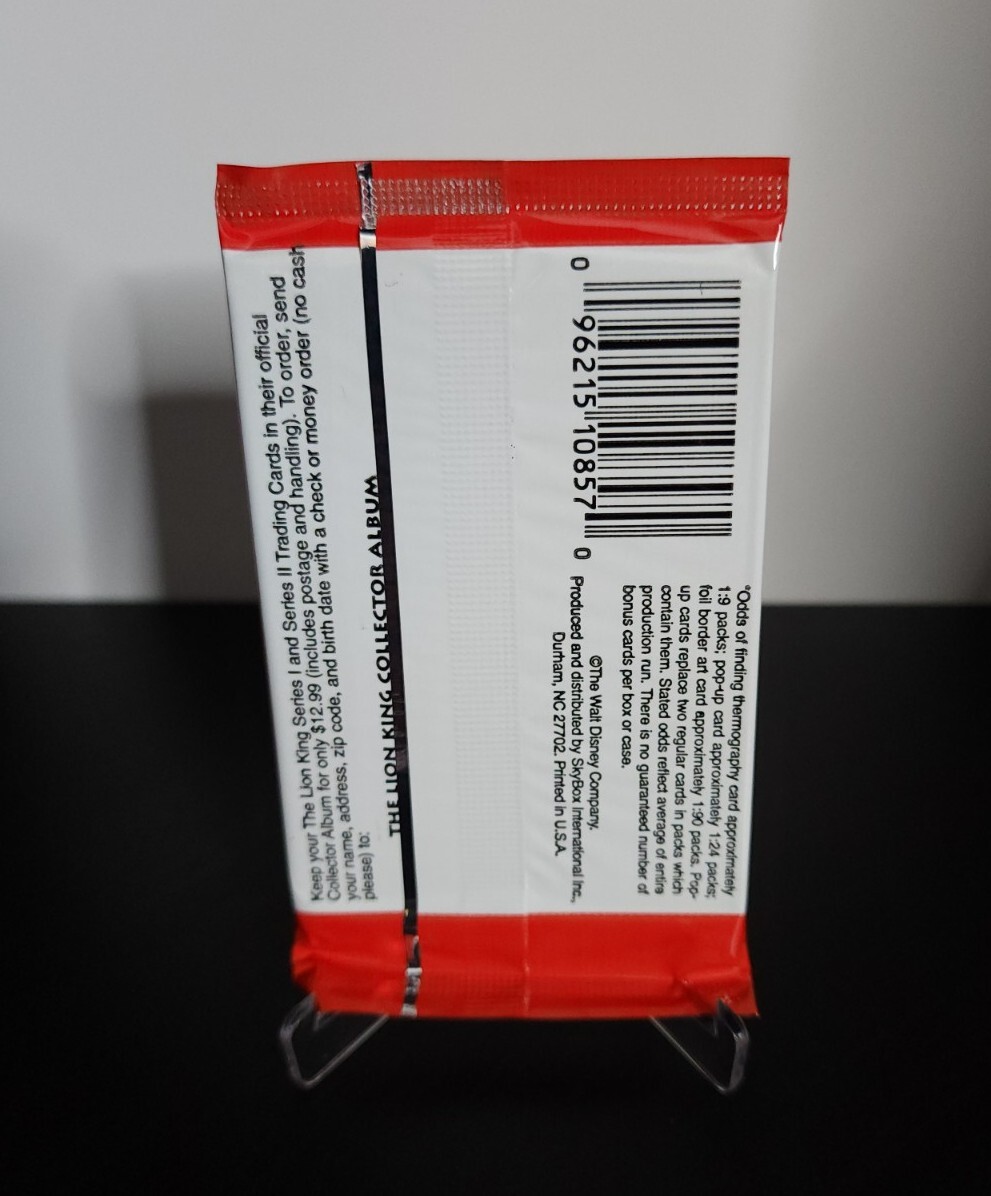 Keep your The Lion King Series I and Series II Trading Cards in their official
Collector Album for only $12.99 (includes postage and handling). To order, send
your name, address, zip code, and birth date with a check or money order (no cash
please) to:
THE LION KING COLLECTOR ALBUM
0 96215 10857 0
*Odds of finding thermography card approximately
1:9 packs; pop-up card approximately 1:24 packs;
foil border art card approximately 1:90 packs. Pop-
up cards replace two regular cards in packs which
contain them. Stated odds reflect average of entire
production run. There is no guaranteed number of
bonus cards per box or case.
©The Walt Disney Company.
Produced and distributed by SkyBox International Inc.,
Durham, NC 27702. Printed in U.S.A.